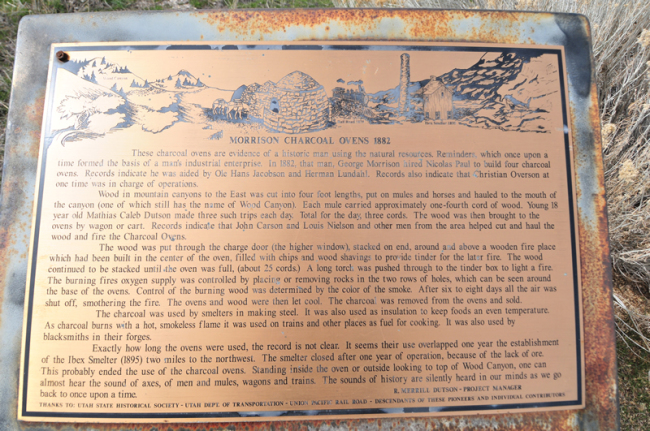 MORRISON CHARCOAL OVENS 1882
These charcoal ovens are evidence of a historic man using the natural resources. Reminders, which once upon a
time formed the basis of a man's industrial enterprise. In 1882, that man, George Morrison hired Nicolas Paul to build four charcoal
ovens. Records indicate he was aided by Ole Hans Jacobson and Herman Lundahl. Records also indicate that Christian Overson at
one time was in charge of operations.
Wood in mountain canyons to the East was cut into four foot lengths, put on mules and horses and hauled to the mouth of
the canyon (one of which still has the name of Wood Canyon). Each mule carried approximately one-fourth cord of wood. Young 18
year old Mathias Caleb Dutson made three such trips each day. Total for the day, three cords. The wood was then brought to the
ovens by wagon or cart. Records indicate that John Carson and Louis Nielson and other men from the area helped cut and haul the
wood and fire the Charcoal Ovens.
The wood was put through the charge door (the higher window), stacked on end, around and above a wooden fire place
which had been built in the center of the oven, filled with chips and wood shavings to provide tinder for the later fire. The wood
continued to be stacked until the oven was full, (about 25 cords.) A long torch was pushed through to the tinder box to light a fire.
The burning fires oxygen supply was controlled by placing or removing rocks in the two rows of holes, which can be seen around
the base of the ovens. Control of the burning wood was determined by the color of the smoke. After six to eight days all the air was
shut off, smothering the fire. The ovens and wood were then let cool. The charcoal was removed from the ovens and sold.
The charcoal was used by smelters in making steel. It was also used as insulation to keep foods an even temperature.
As charcoal burns with a hot, smokeless flame it was used on trains and other places as fuel for cooking. It was also used by
blacksmiths in their forges.
Exactly how long the ovens were used, the record is not clear. It seems their use overlapped one year the establishment
of the Ibex Smelter (1895) two miles to the northwest. The smelter closed after one year of operation, because of the lack of ore.
This probably ended the use of the charcoal ovens. Standing inside the oven or outside looking to top of Wood Canyon, one can
almost hear the sound of axes, of men and mules, wagons and trains. The sounds of history are silently heard in our minds as we go
back to once upon a time.
R. MERRILL DUTSON - PROJECT MANAGER
THANKS TO: UTAH STATE HISTORICAL SOCIETY - UTAH DEPT. OF TRANSPORTATION - UNION PACIFIC RAIL ROAD - DESCENDANTS OF THESE PIONEERS AND INDIVIDUAL CONTRIBUTORS